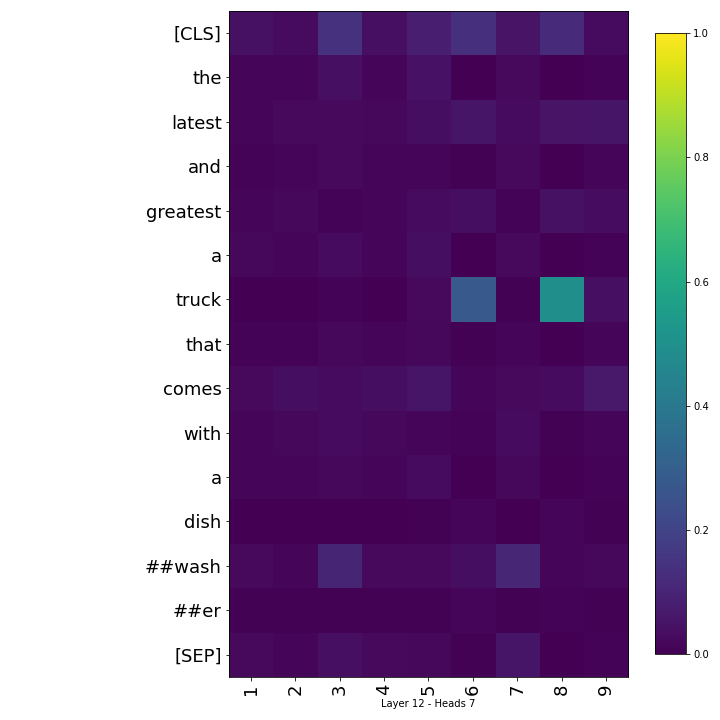 [CLS]
the
latest
and
greatest
a
truck
that
comes
with
a
dish
##wash
##er
[SEP]
1 2 3 4 5 6 7 8 9
Layer 12 - Heads 7
1.0
0.8
0.6
0.4
0.2
0.0